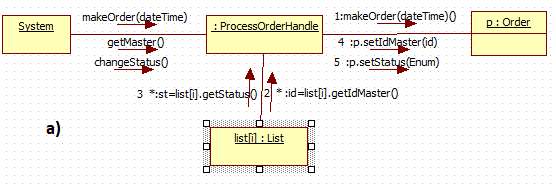 System
makeOrder(dateTime)
getMaster()
changeStatus()
: ProcessOrderHandle
1:makeOrder(dateTime)()
4 :p.setIdMaster(id)
5 :p.setStatus(Enum)
p : Order
3 *:st=list[i].getStatus()
2 * :id=list[i].getIdMaster()
a)
list[i] : List